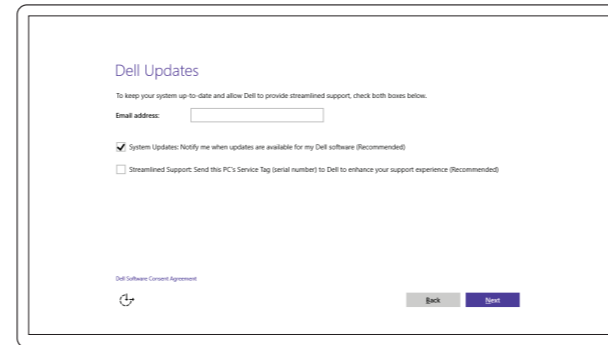 Dell Updates
To keep your system up-to-date and allow Dell to provide streamlined support, check both boxes below.
Email address:
System Updates: Notify me when updates are available for my Dell software (Recommended)
Streamlined Support: Send this PC's Service Tag (serial number) to Dell to enhance your support experience (Recommended)
Dell Software Consent Agreement
Back Next